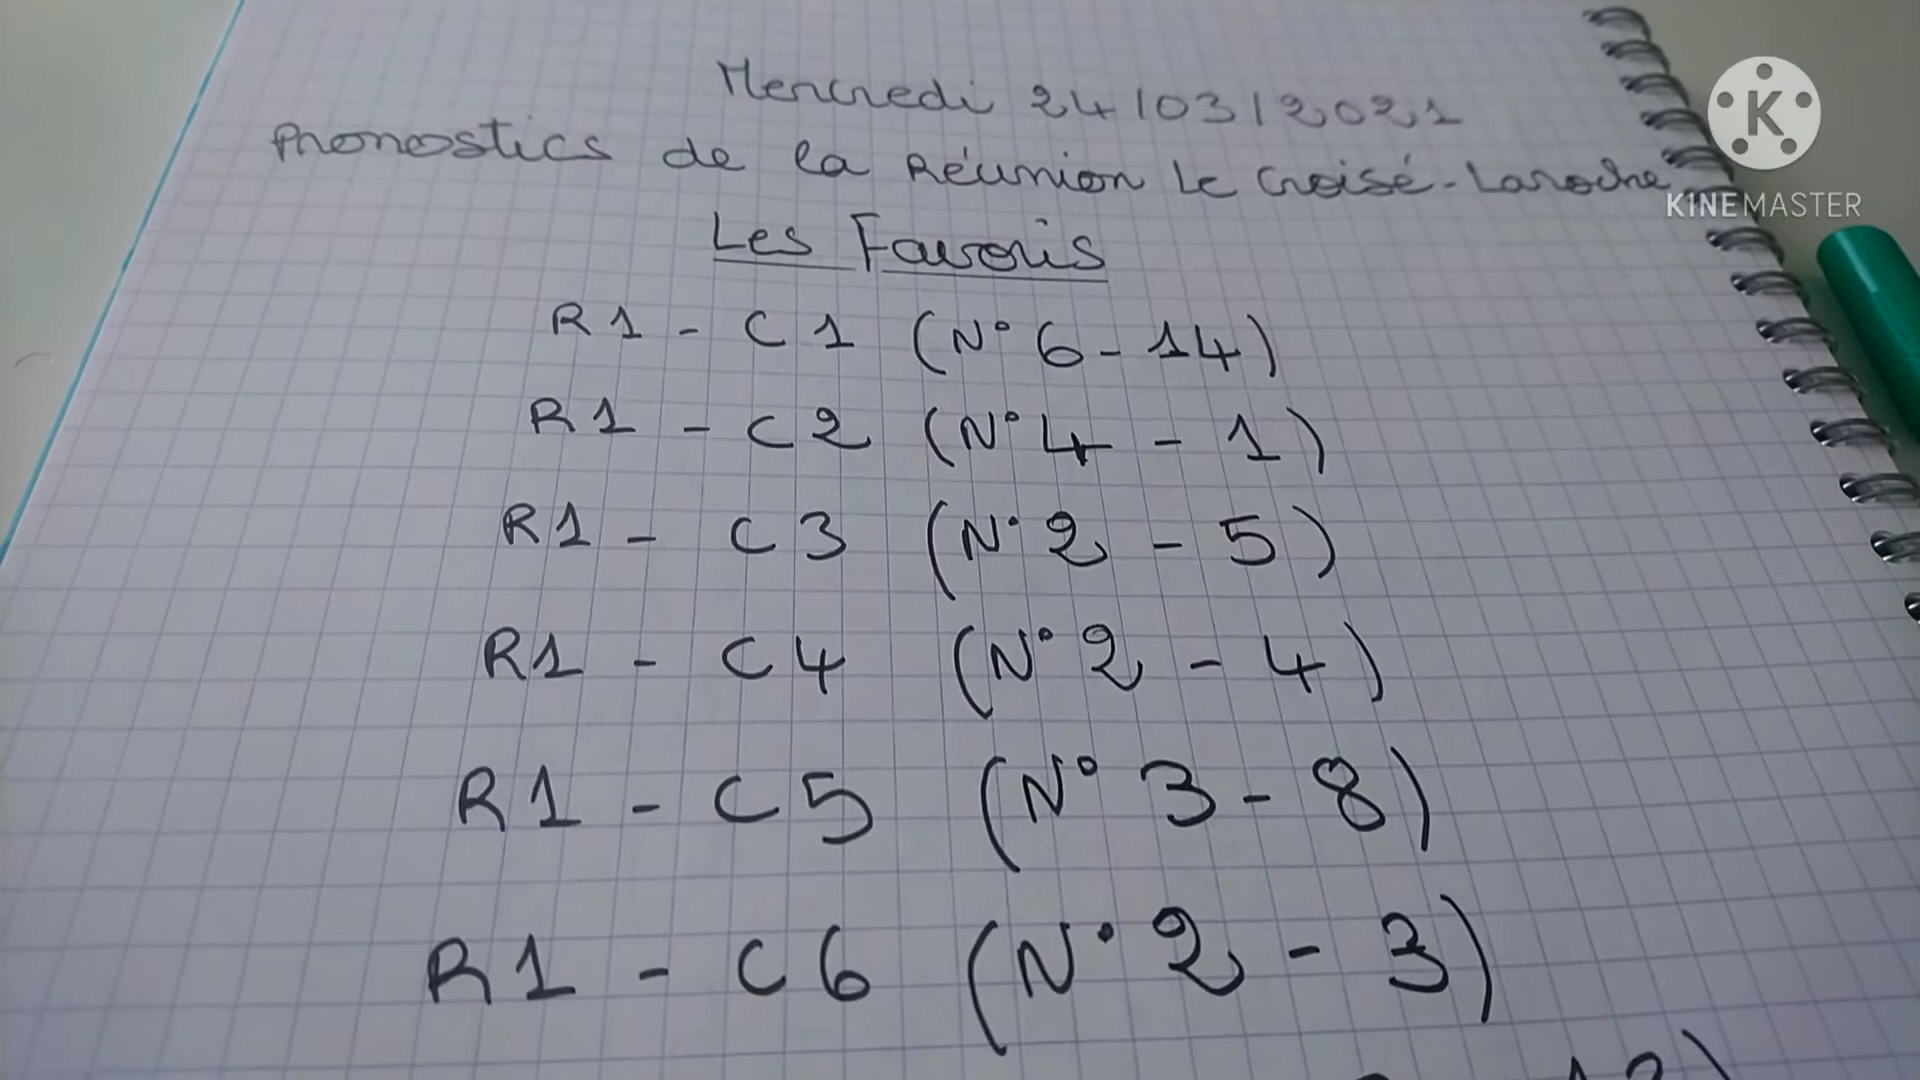 Mercredi 24/03/2021
Pronostics de la Réunion Le Croisé-Laroche
KINEMASTER
Les Favoris
R1 - C1 (N° 6 - 14)
R1 - C2 (N° 4 - 1)
R1 - C3 (N° 2 - 5)
R1 - C4 (N° 2 - 4)
R1 - C5 (N° 3 - 8)
R1 - C6 (N° 2 - 3)